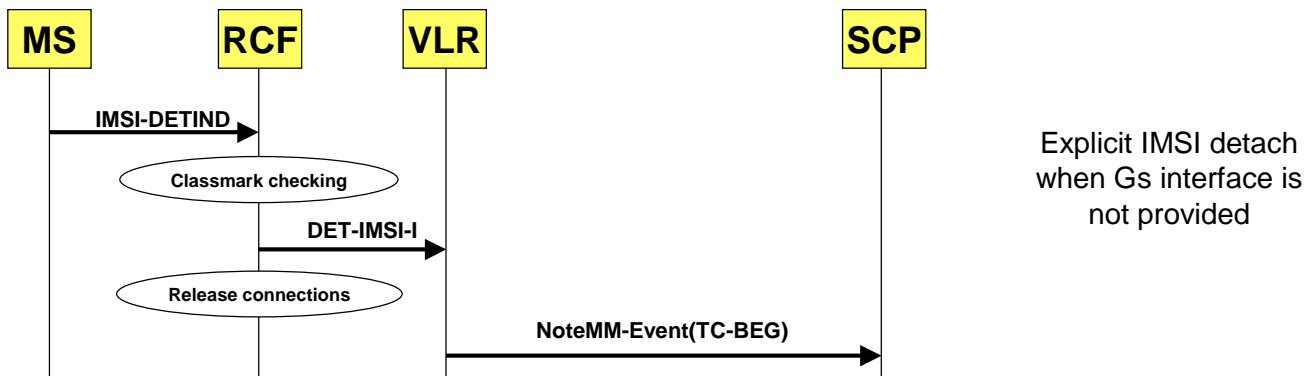 MS
RCF
VLR
SCP
IMSI-DETIND
Classmark checking
DET-IMSI-I
Release connections
NoteMM-Event(TC-BEG)
Explicit IMSI detach
when Gs interface is
not provided